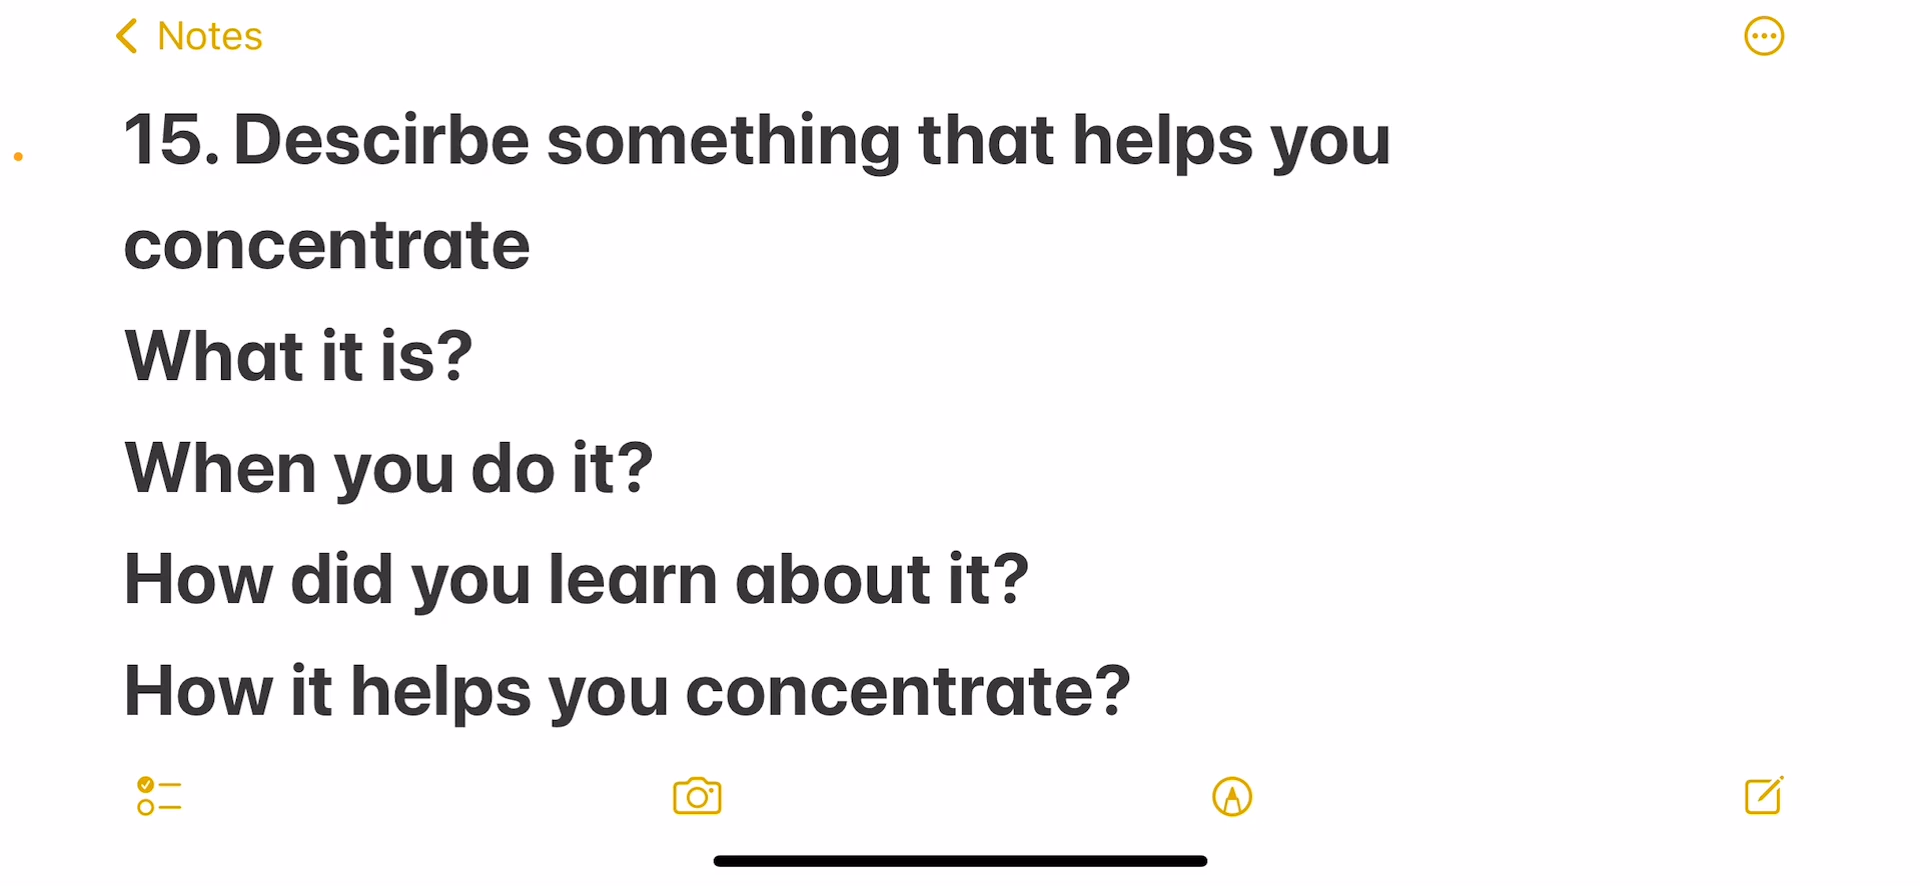 Notes
15. Descirbe something that helps you
concentrate
What it is?
When you do it?
How did you learn about it?
How it helps you concentrate?